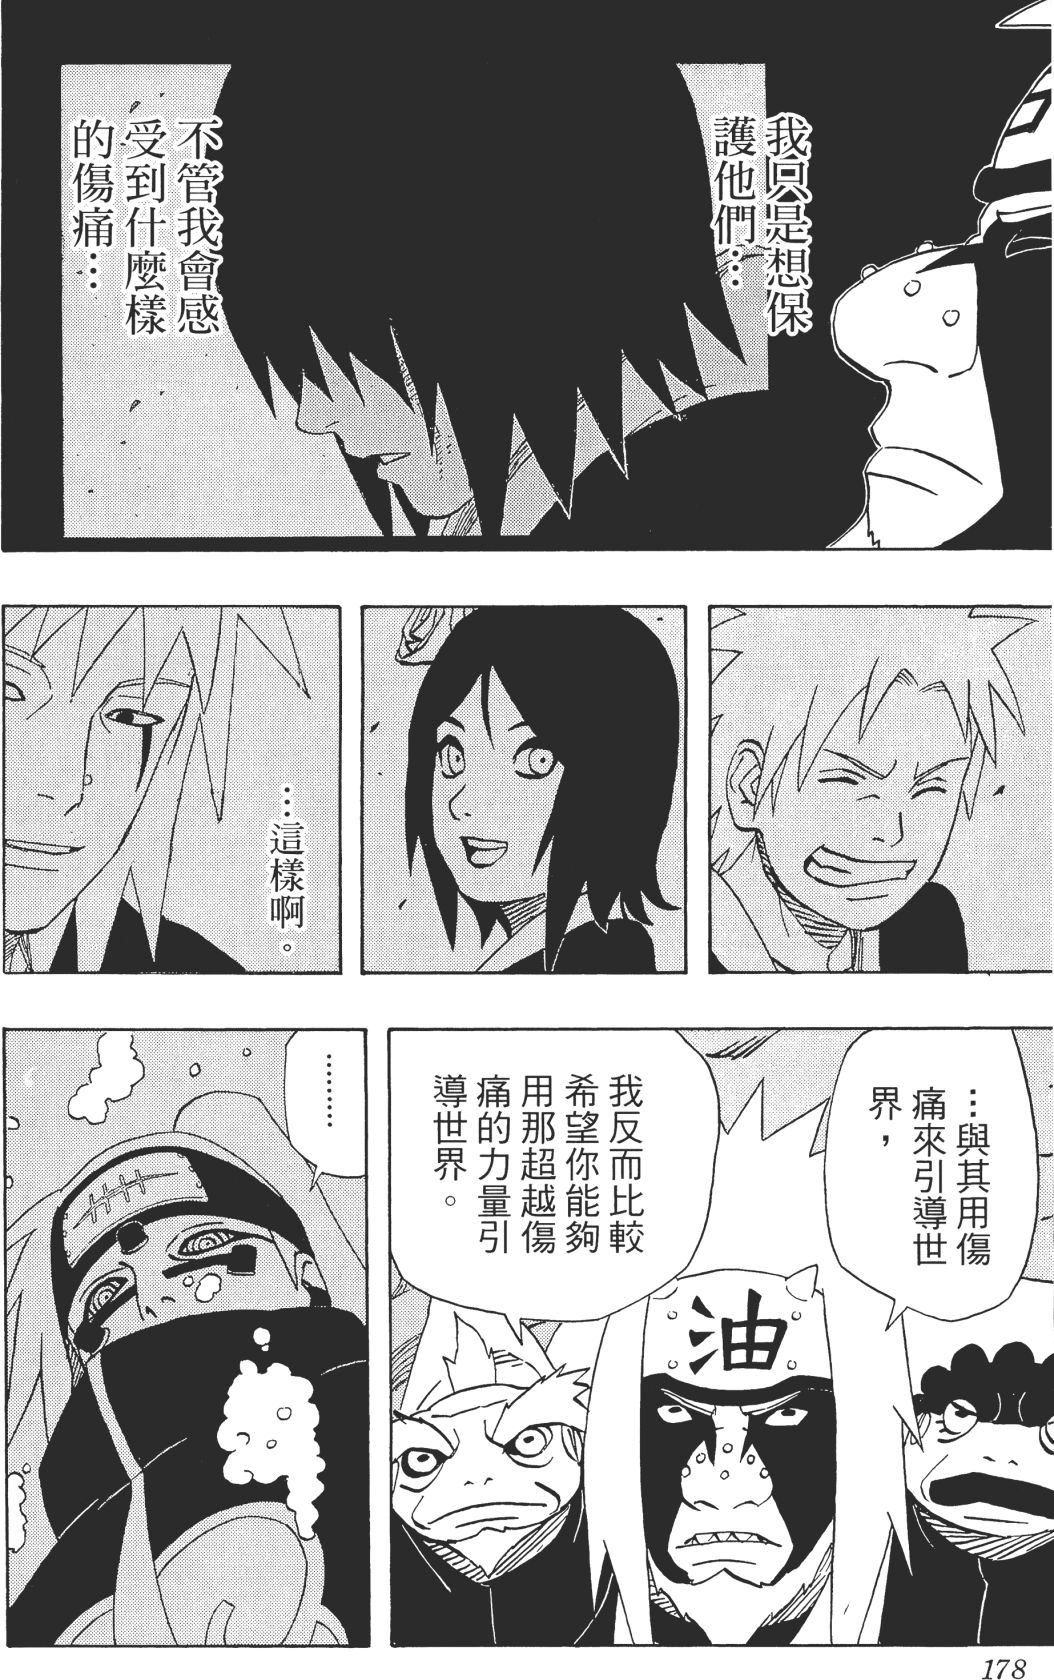 我只是想保
護他們…
不管我會感
受到什麼樣
的傷痛…
…這樣啊。
…與其用傷
痛來引導世
界，
我反而比較
希望你能夠
用那超越傷
痛的力量引
導世界。
油
………
178